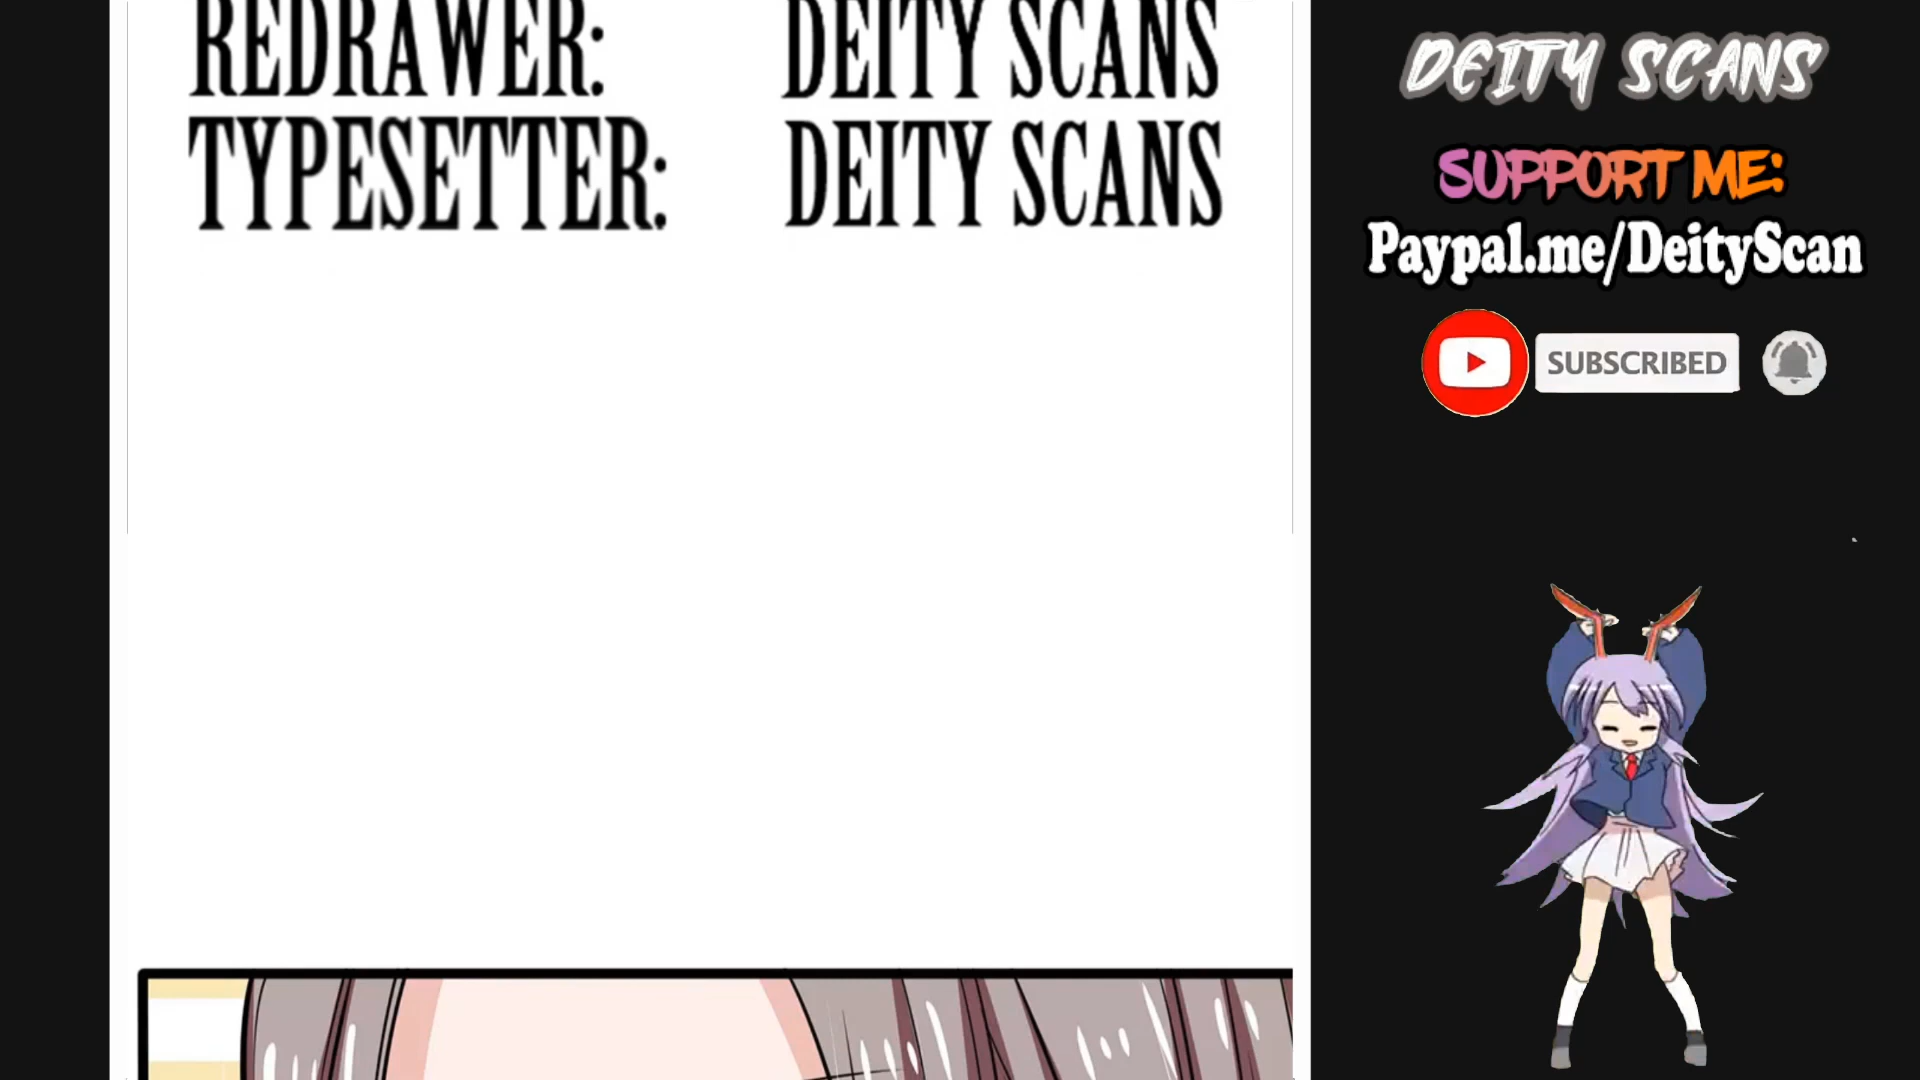 REDRAWER: DEITY SCANS
TYPESETTER: DEITY SCANS
DEITY SCANS
SUPPORT ME:
Paypal.me/DeityScan
SUBSCRIBED